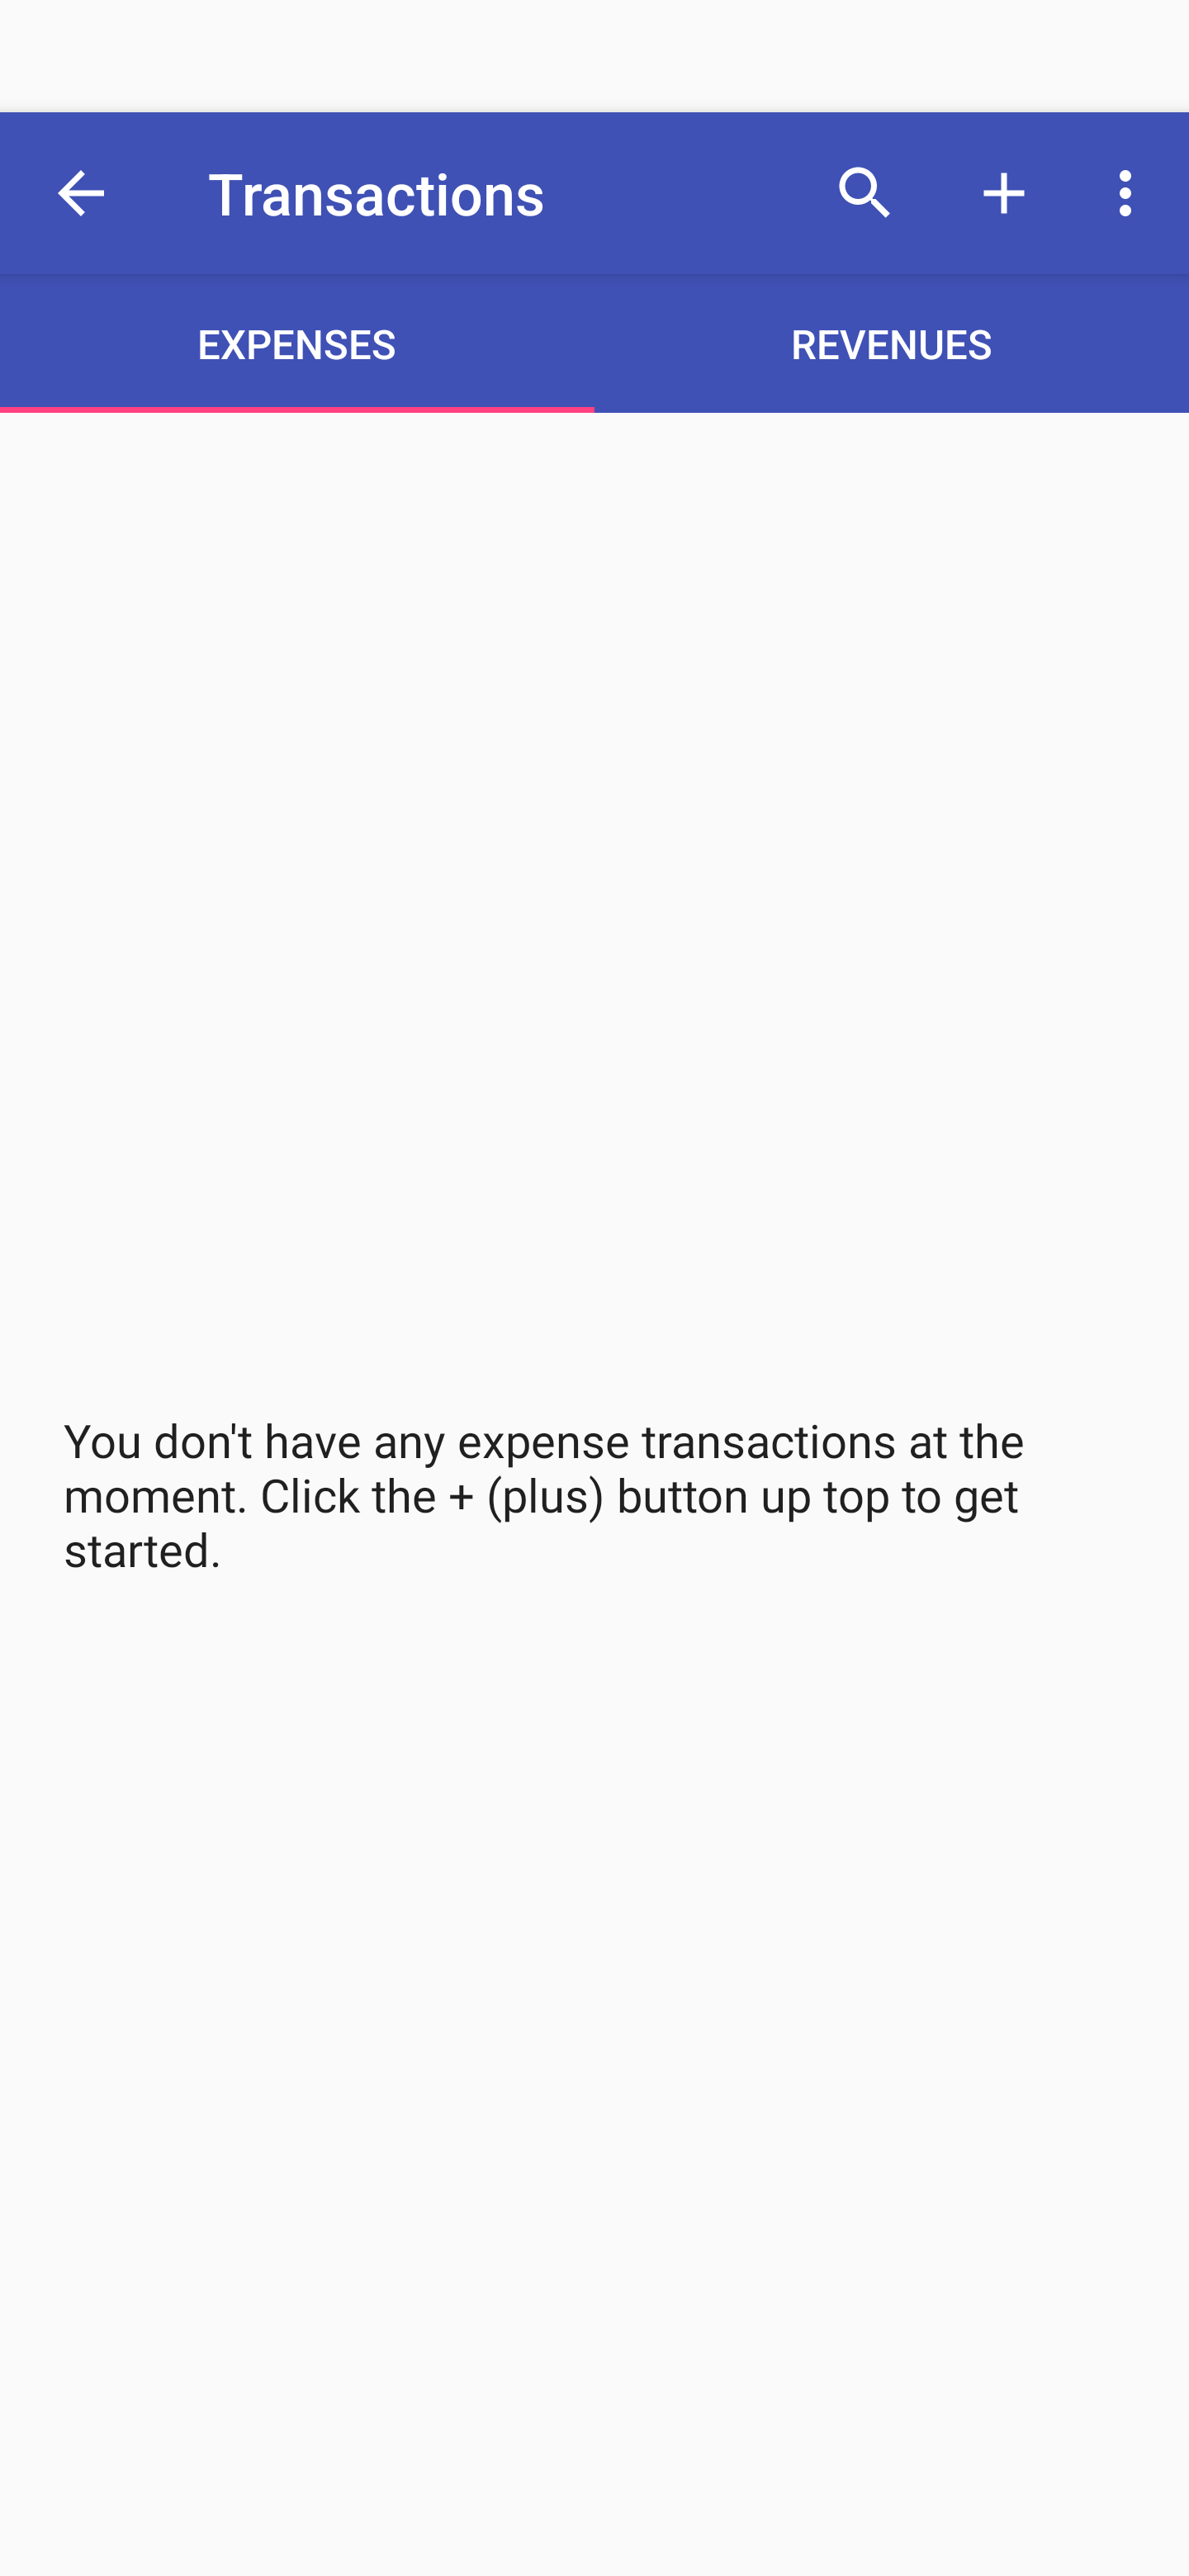 Transactions
EXPENSES
REVENUES
You don't have any expense transactions at the
moment. Click the + (plus) button up top to get
started.